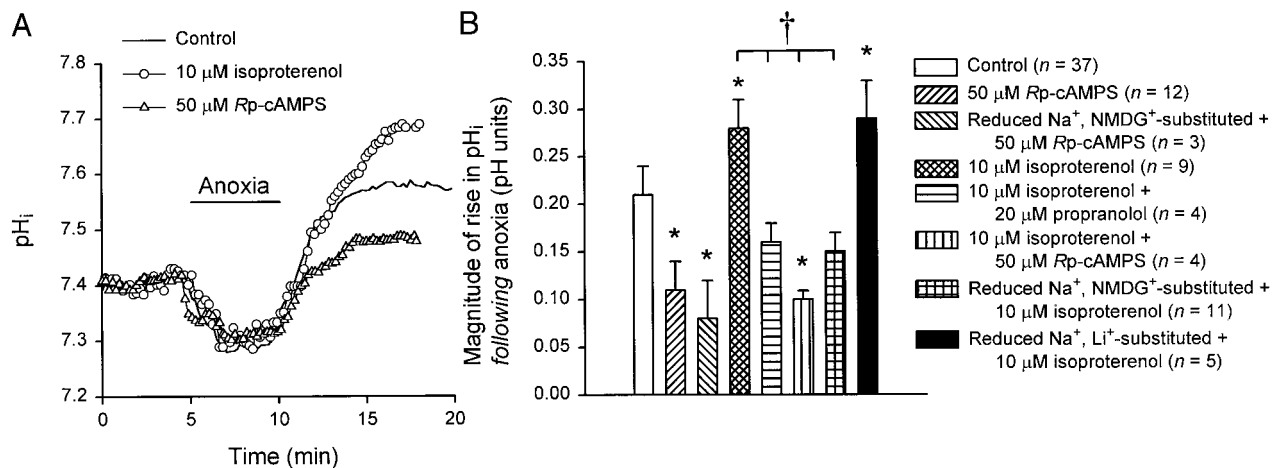 A
Control
10 μM isoproterenol
50 μM Rp-cAMPS
7.8
7.7
7.6
7.5
7.4
7.3
7.2
pHi
Anoxia
0
5
10
15
20
Time (min)
B
Magnitude of rise in pHi
following anoxia (pH units)
0.35
0.30
0.25
0.20
0.15
0.10
0.05
0.00
†
*
*
*
*
*
Control (n = 37)
50 μM Rp-cAMPS (n = 12)
Reduced Na⁺, NMDG⁺-substituted +
50 μM Rp-cAMPS (n = 3)
10 μM isoproterenol (n = 9)
10 μM isoproterenol +
20 μM propranolol (n = 4)
10 μM isoproterenol +
50 μM Rp-cAMPS (n = 4)
Reduced Na⁺, NMDG⁺-substituted +
10 μM isoproterenol (n = 11)
Reduced Na⁺, Li⁺-substituted +
10 μM isoproterenol (n = 5)